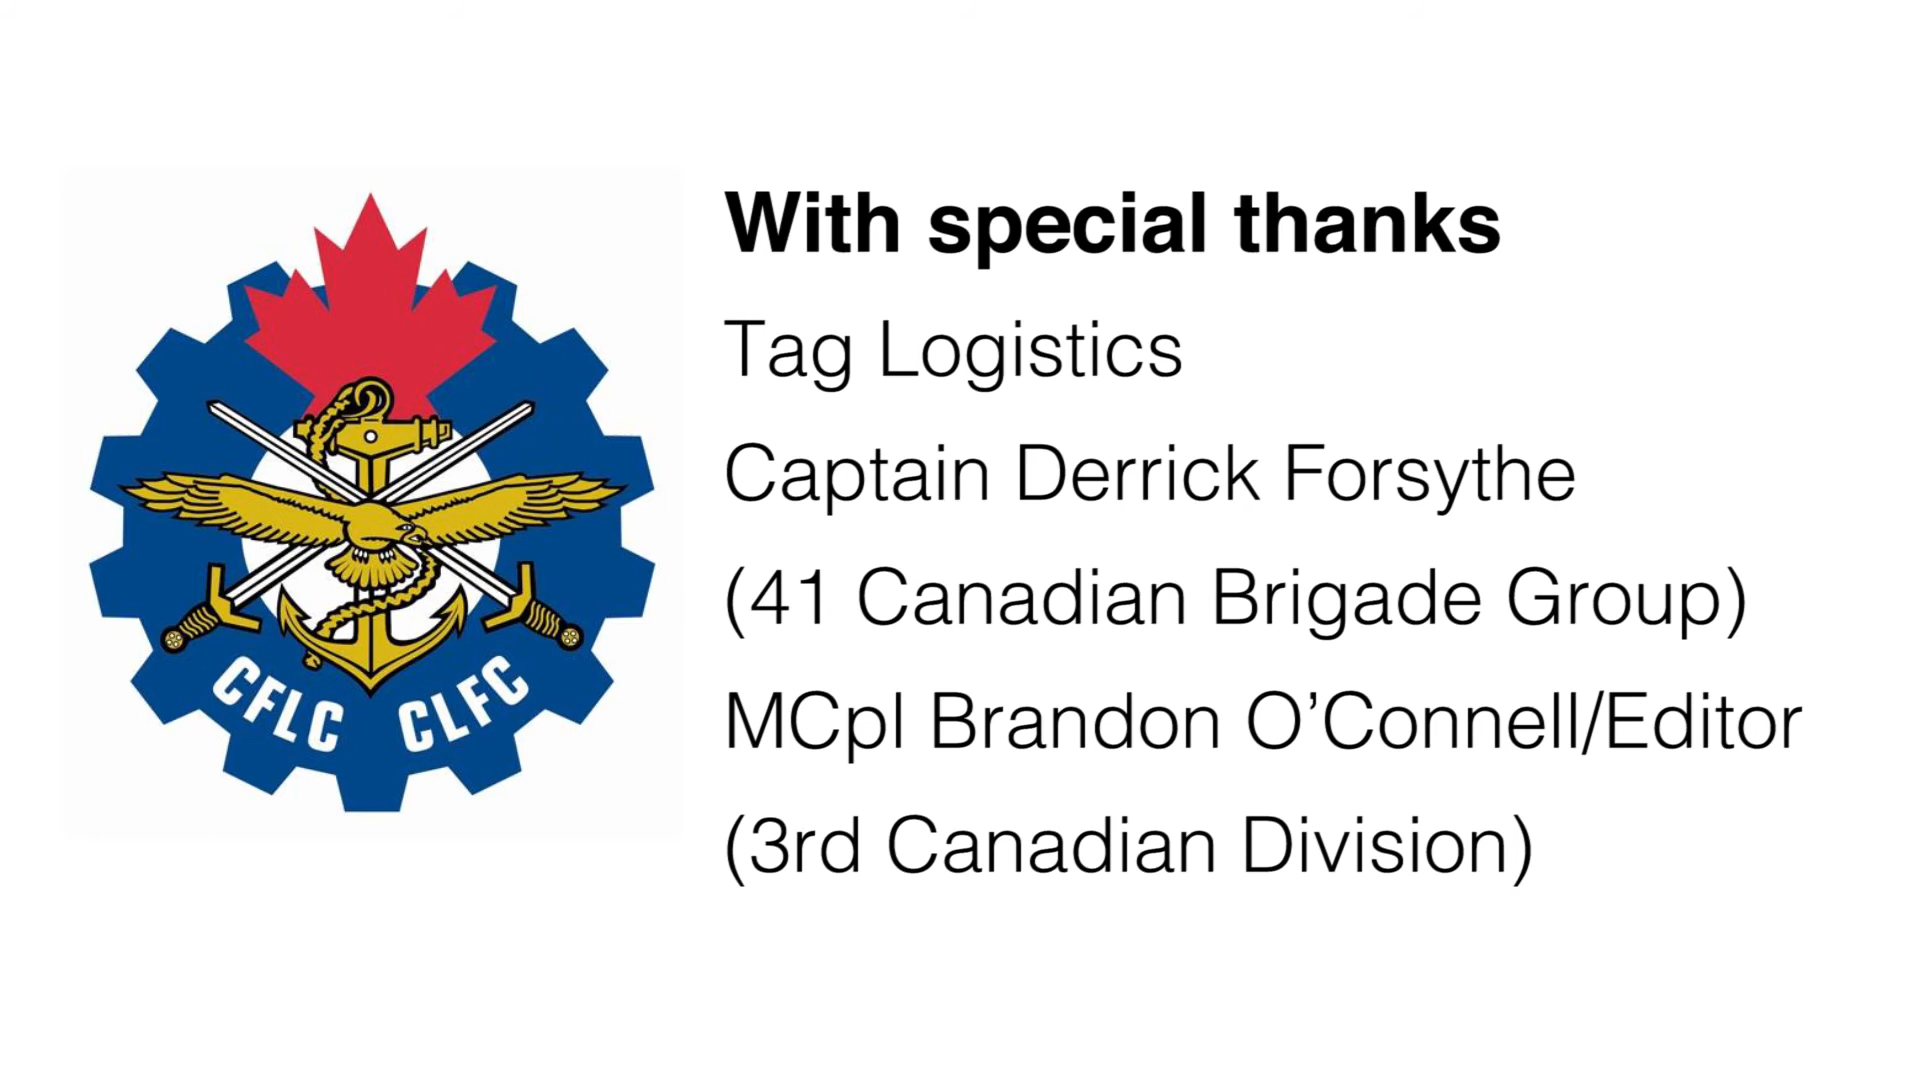 With special thanks
Tag Logistics
Captain Derrick Forsythe
(41 Canadian Brigade Group)
MCpl Brandon O’Connell/Editor
(3rd Canadian Division)
CFLC CLFC